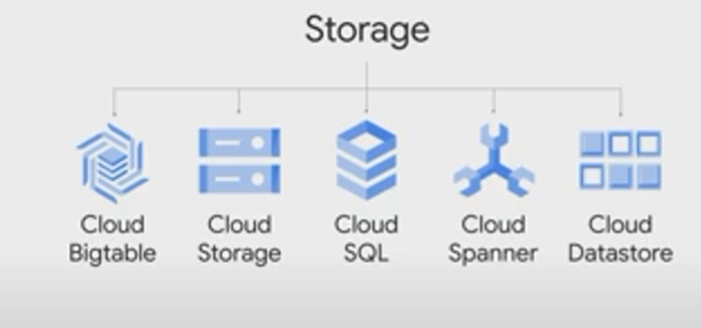 Storage
Cloud
Bigtable
Cloud
Storage
Cloud
SQL
Cloud
Spanner
Cloud
Datastore